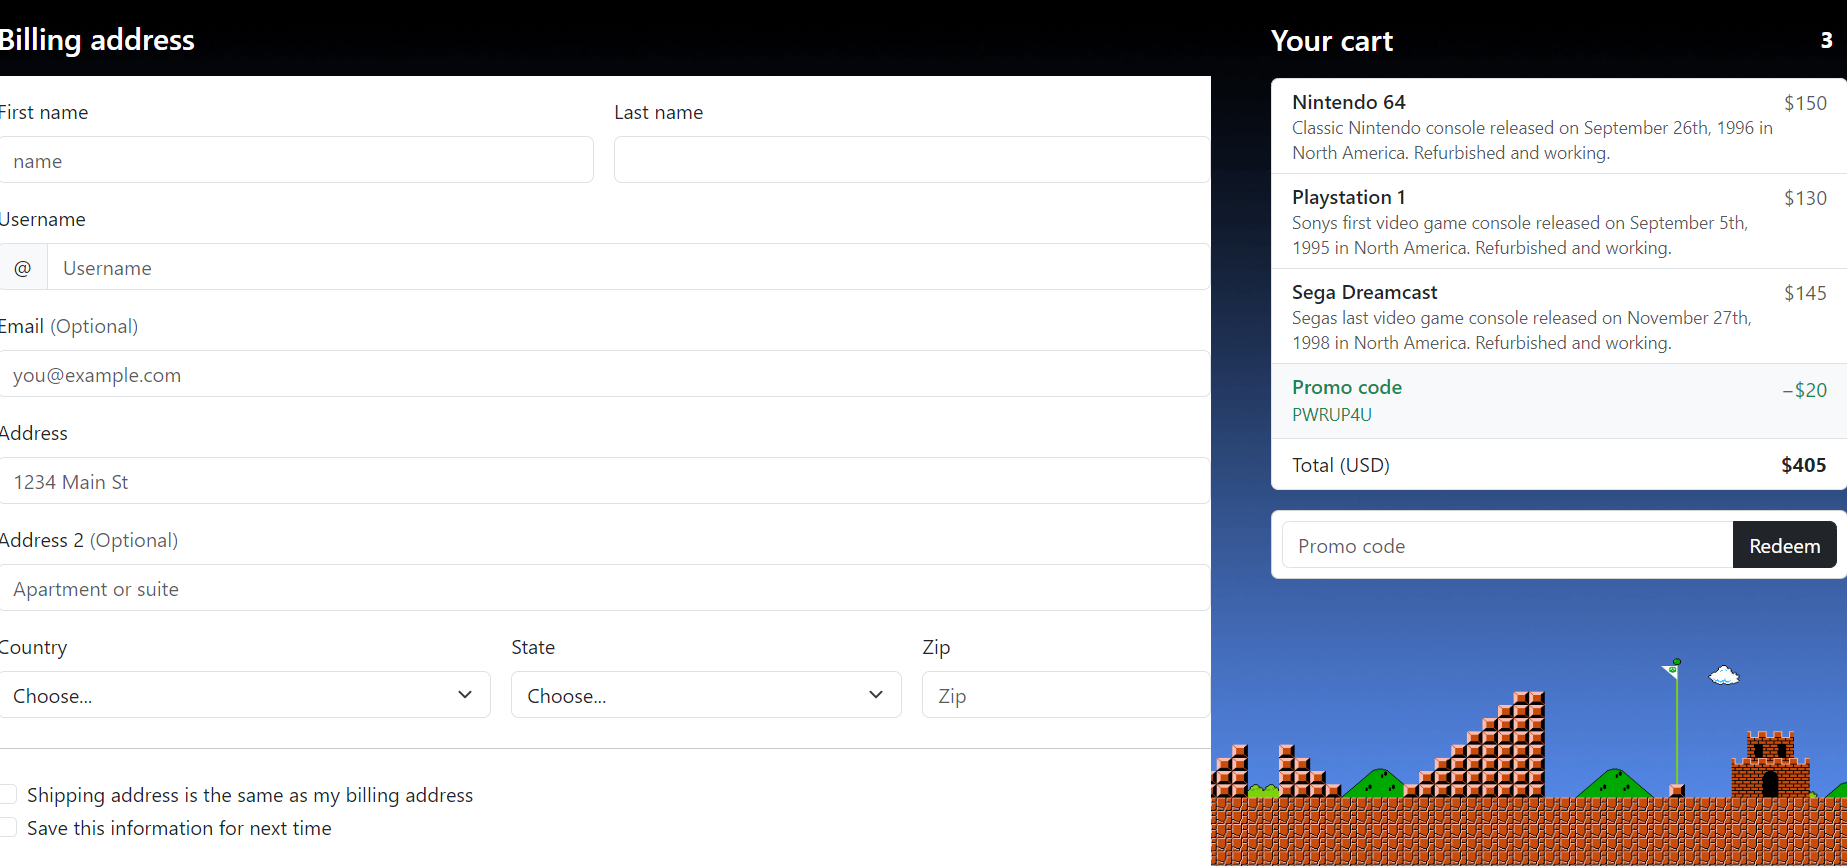 Billing address
First name
Last name
name
Username
@
Username
Email (Optional)
you@example.com
Address
1234 Main St
Address 2 (Optional)
Apartment or suite
Country
State
Zip
Choose...
Choose...
Zip
Shipping address is the same as my billing address
Save this information for next time
Your cart
3
Nintendo 64
$150
Classic Nintendo console released on September 26th, 1996 in
North America. Refurbished and working.
Playstation 1
$130
Sonys first video game console released on September 5th,
1995 in North America. Refurbished and working.
Sega Dreamcast
$145
Segas last video game console released on November 27th,
1998 in North America. Refurbished and working.
Promo code
−$20
PWRUP4U
Total (USD)
$405
Promo code
Redeem